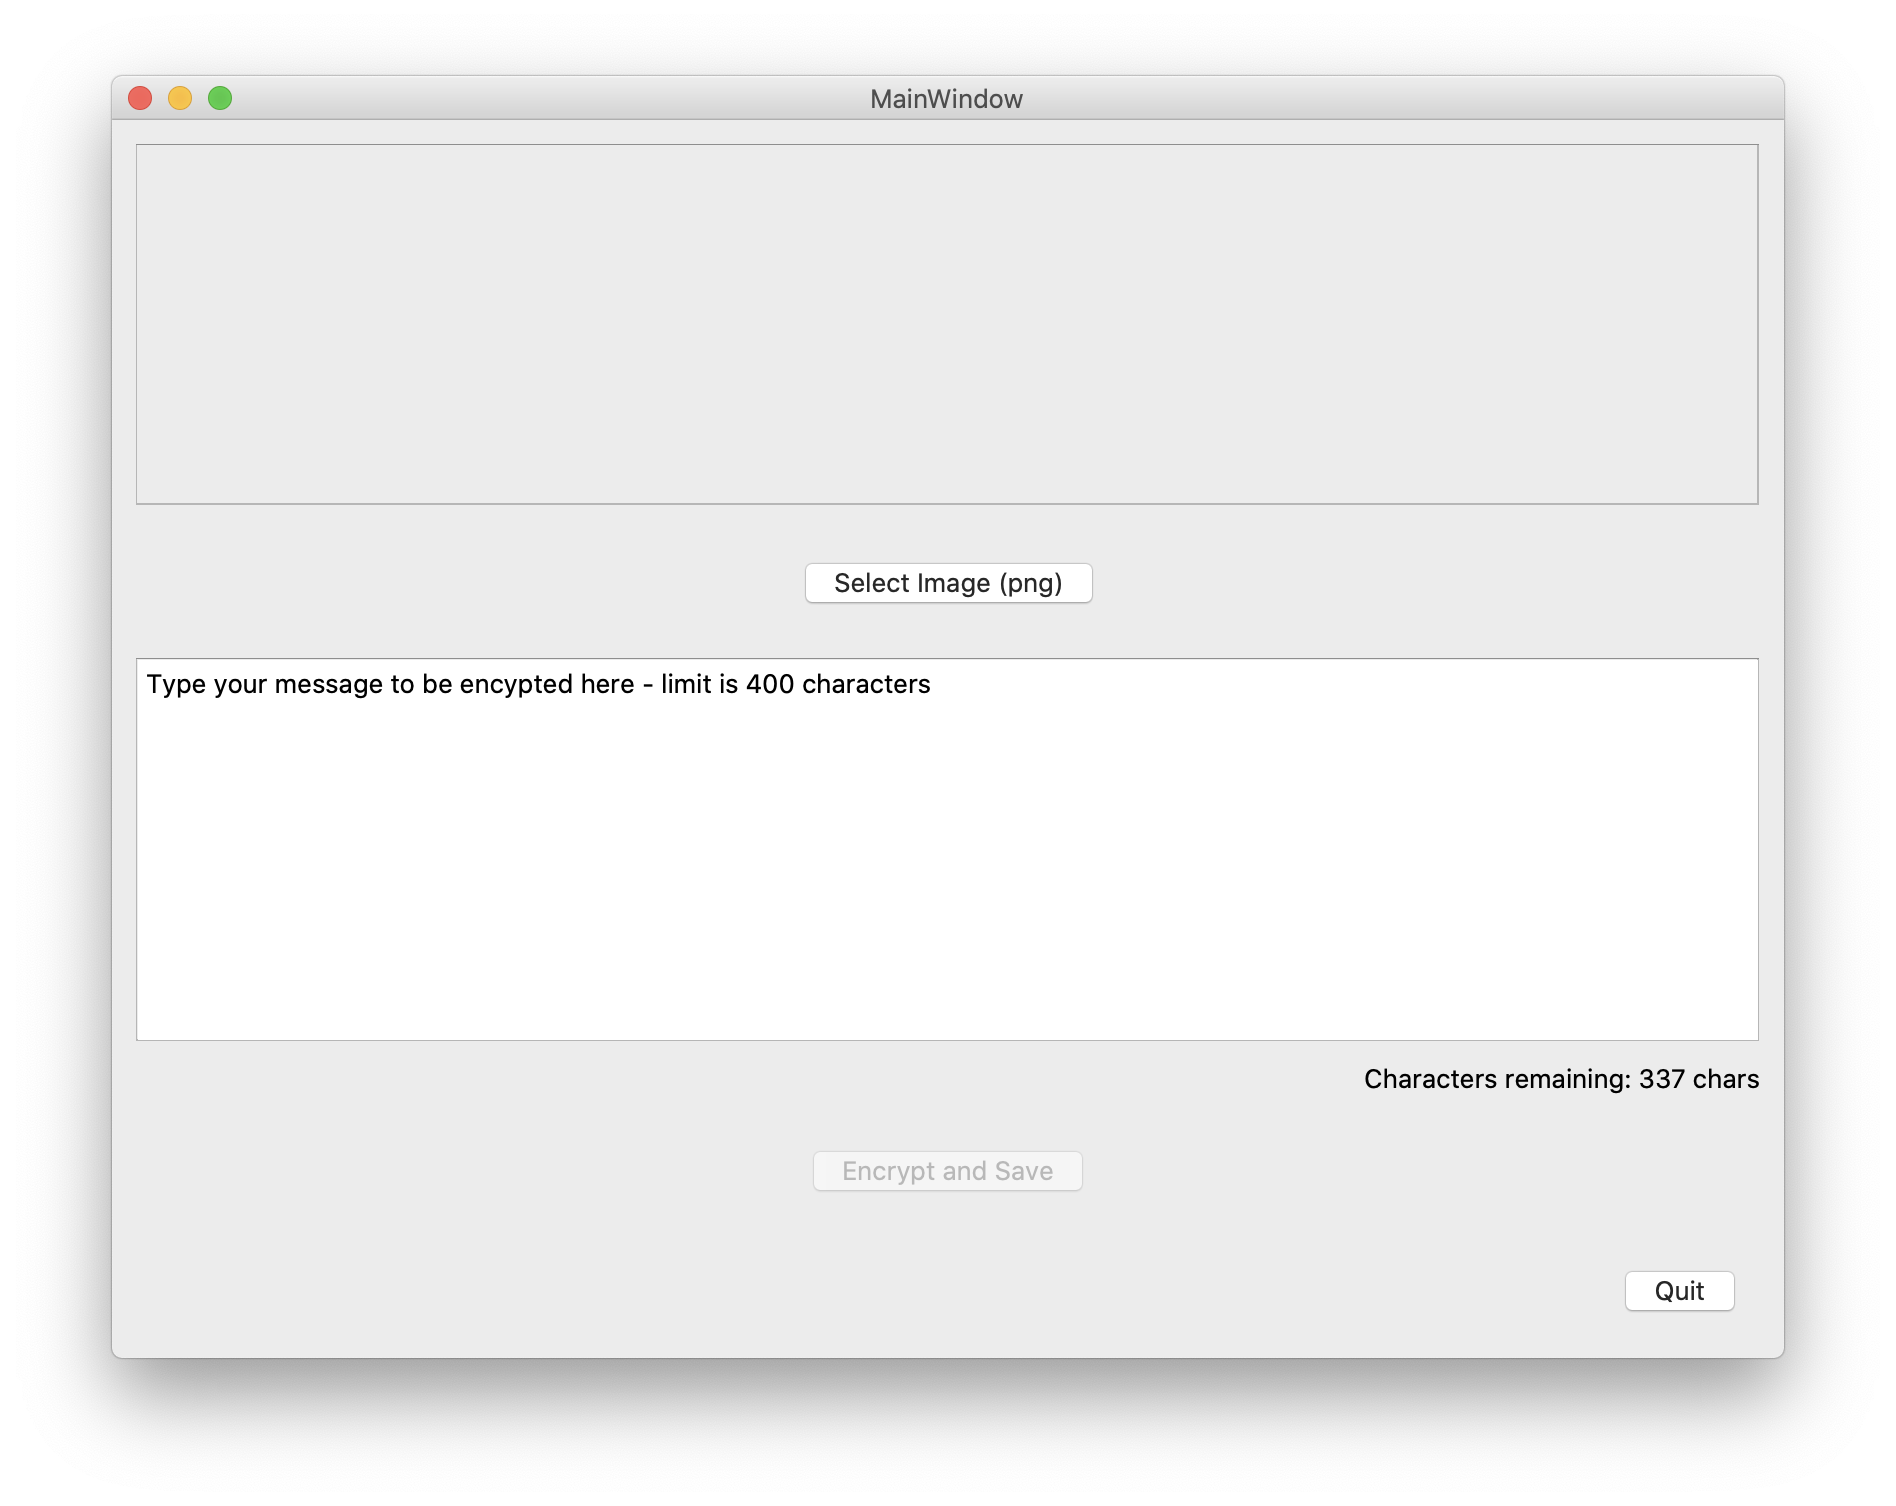 MainWindow
Select Image (png)
Type your message to be encypted here - limit is 400 characters
Characters remaining: 337 chars
Encrypt and Save
Quit